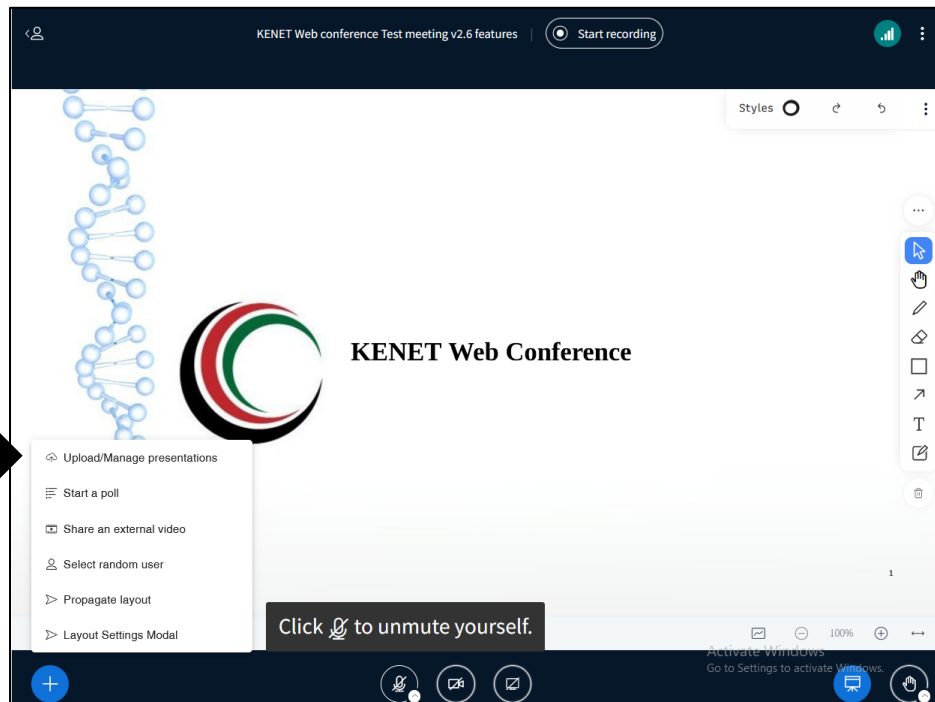 KENET Web conference Test meeting v2.6 features
Start recording
Styles
KENET Web Conference
T
Upload/Manage presentations
Start a poll
Share an external video
Select random user
Propagate layout
Layout Settings Modal
1
Click to unmute yourself.
100%
Activate Windows
Go to Settings to activate Windows.